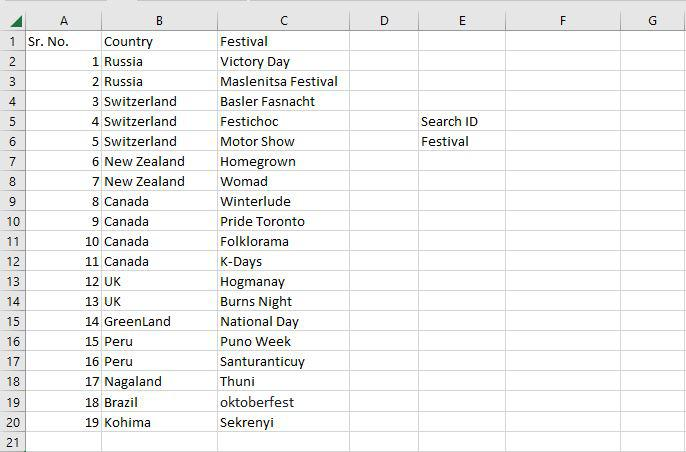 A B C D E F G
1 Sr. No. Country Festival
2 1 Russia Victory Day
3 2 Russia Maslenitsa Festival
4 3 Switzerland Basler Fasnacht
5 4 Switzerland Festichoc Search ID
6 5 Switzerland Motor Show Festival
7 6 New Zealand Homegrown
8 7 New Zealand Womad
9 8 Canada Winterlude
10 9 Canada Pride Toronto
11 10 Canada Folklorama
12 11 Canada K-Days
13 12 UK Hogmanay
14 13 UK Burns Night
15 14 GreenLand National Day
16 15 Peru Puno Week
17 16 Peru Santuranticuy
18 17 Nagaland Thuni
19 18 Brazil oktoberfest
20 19 Kohima Sekrenyi
21